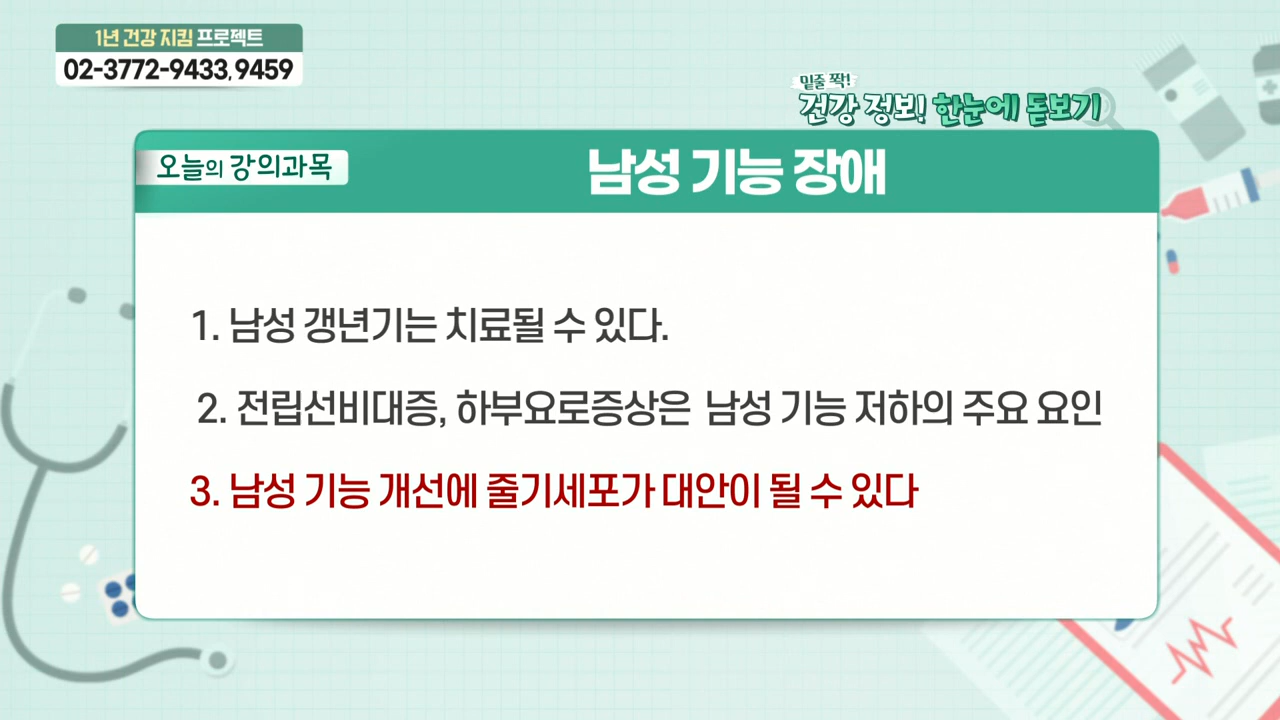 1년 건강 지킴 프로젝트
02-3772-9433, 9459
밑줄 쫙!
건강 정보! 한눈에 돋보기
오늘의 강의과목
남성 기능 장애
1. 남성 갱년기는 치료될 수 있다.
2. 전립선비대증, 하부요로증상은 남성 기능 저하의 주요 요인
3. 남성 기능 개선에 줄기세포가 대안이 될 수 있다